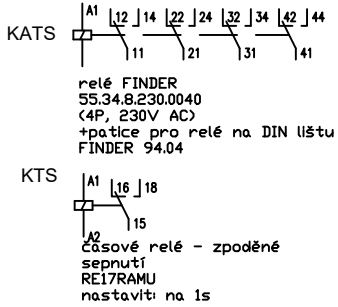 A1 12 14 22 24 32 34 42 44
KATS
11 21 31 41
relé FINDER
55.34.8.230.0040
(4P, 230V AC)
+patice pro relé na DIN lištu
FINDER 94.04
KTS
A1 16 18
15
A2
časové relé - zpoděné
sepnutí
RE17RAMU
nastavit: na 1s